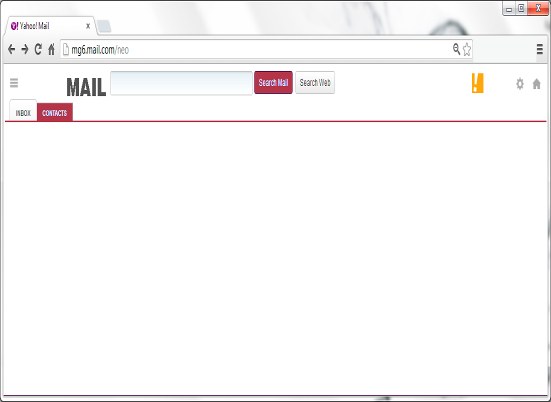 Yahoo! Mail
mg6.mail.com/neo
MAIL Search Mail Search Web
INBOX CONTACTS